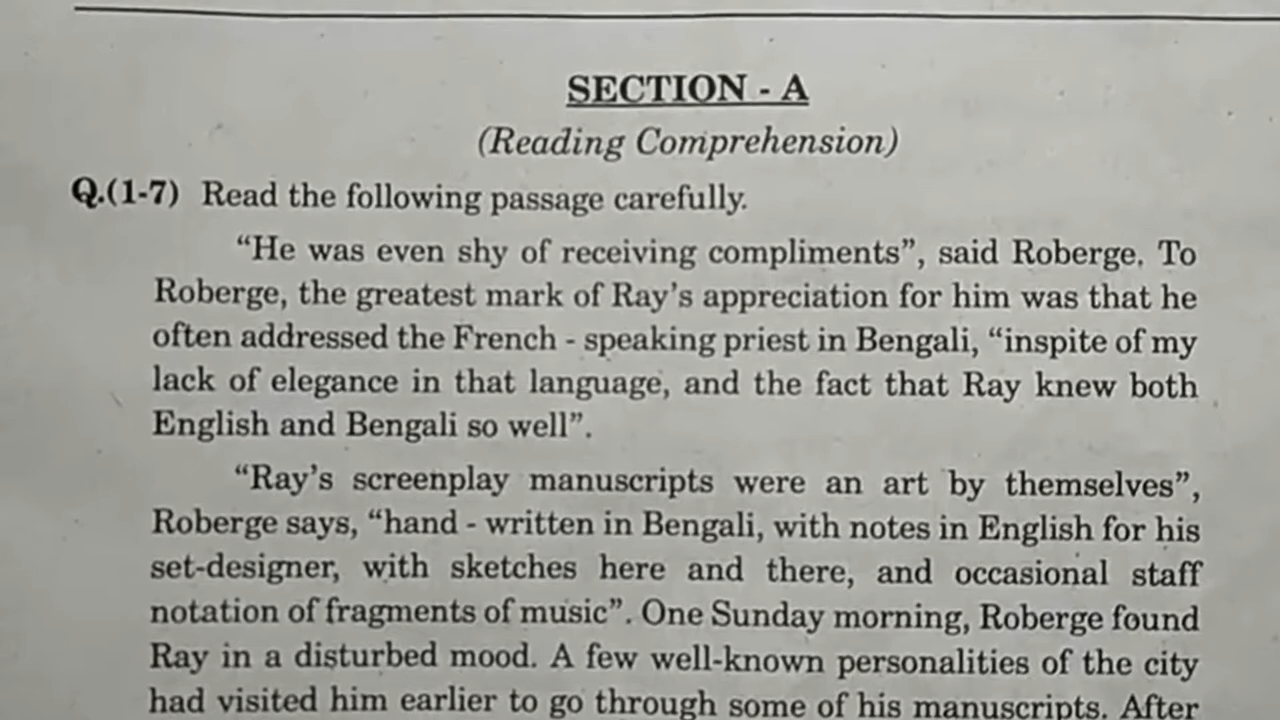 SECTION - A
(Reading Comprehension)
Q.(1-7) Read the following passage carefully.
“He was even shy of receiving compliments”, said Roberge. To
Roberge, the greatest mark of Ray’s appreciation for him was that he
often addressed the French - speaking priest in Bengali, “inspite of my
lack of elegance in that language, and the fact that Ray knew both
English and Bengali so well”.
“Ray’s screenplay manuscripts were an art by themselves”,
Roberge says, “hand - written in Bengali, with notes in English for his
set-designer, with sketches here and there, and occasional staff
notation of fragments of music”. One Sunday morning, Roberge found
Ray in a disturbed mood. A few well-known personalities of the city
had visited him earlier to go through some of his manuscripts. After